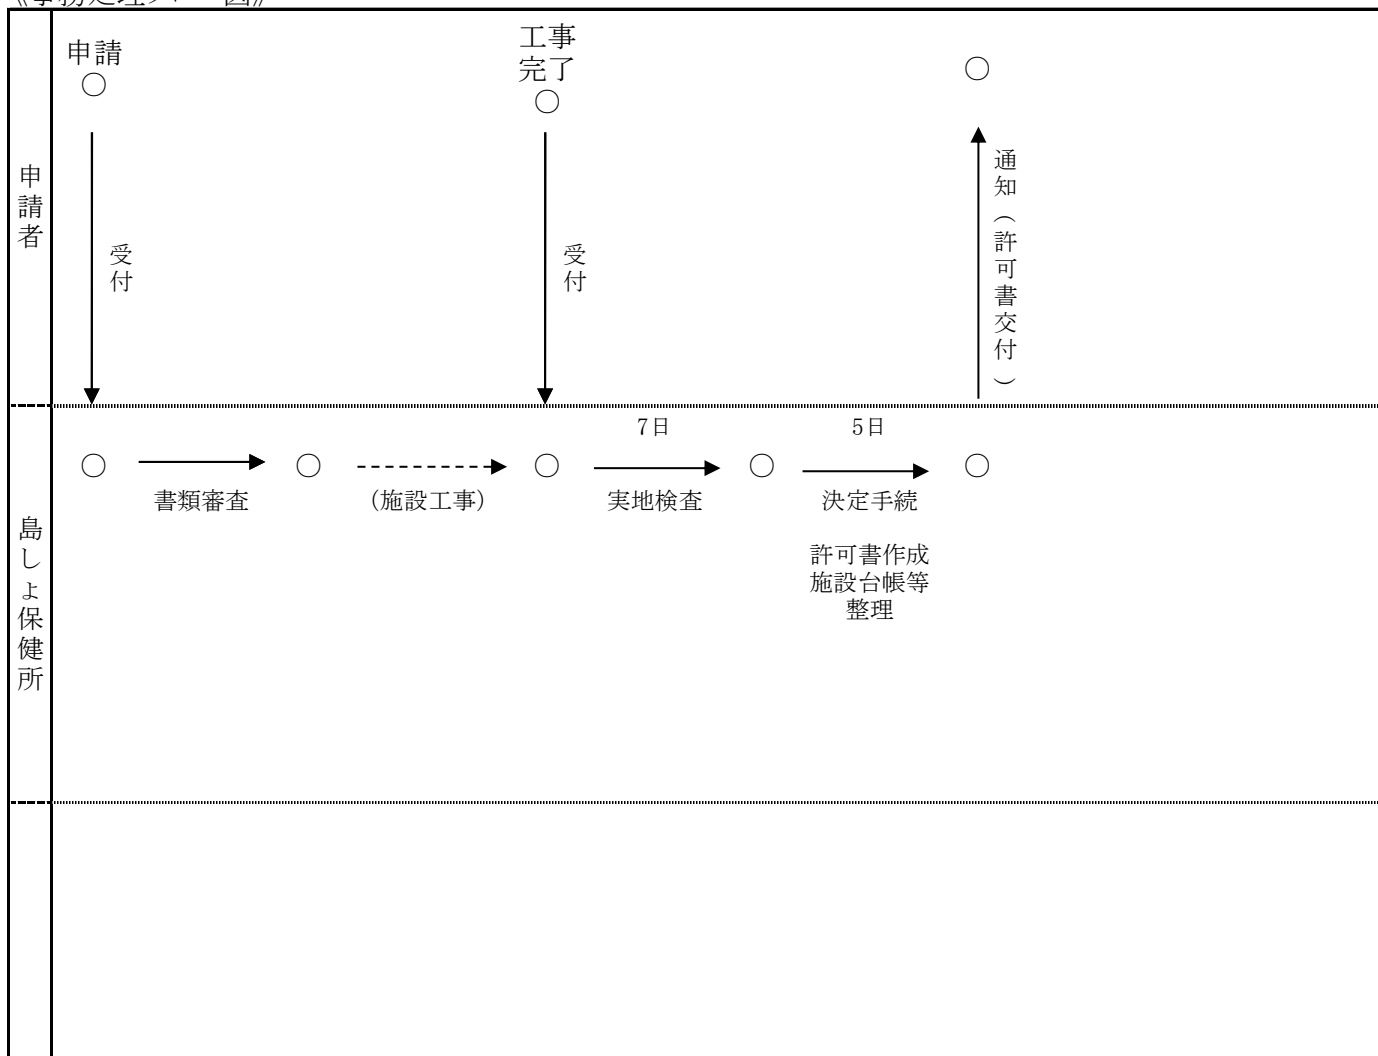 申請
工事
完了
申請者
受付
受付
通知（許可書交付）
7日
5日
書類審査
（施設工事）
実地検査
決定手続
許可書作成
施設台帳等
整理
島しょ保健所